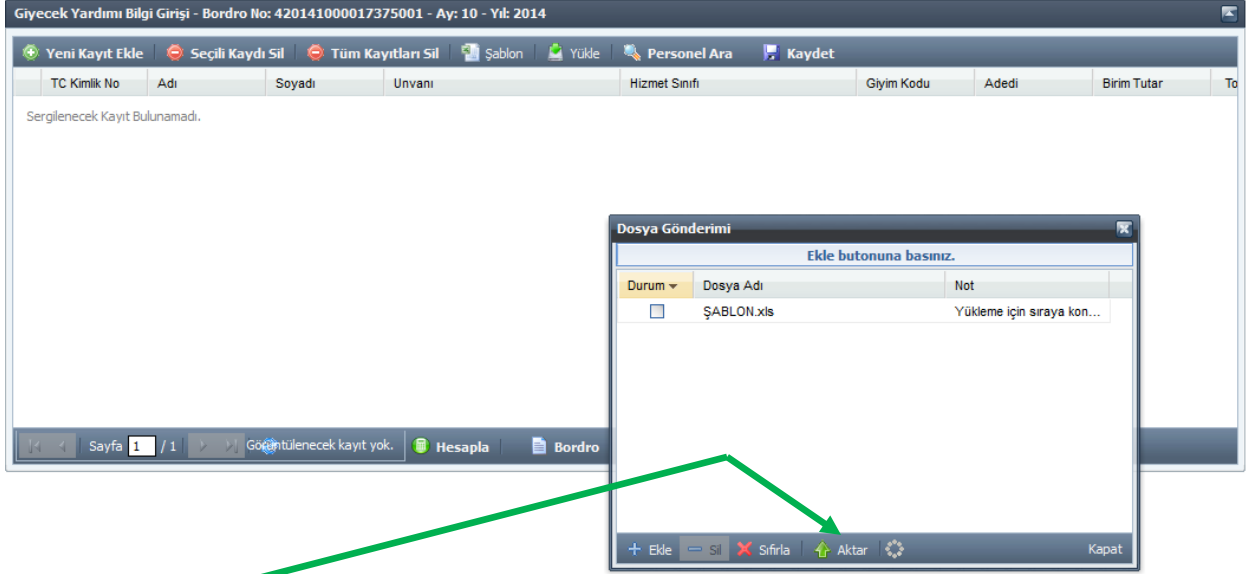 Giyecek Yardımı Bilgi Girişi - Bordro No: 420141000017375001 - Ay: 10 - Yıl: 2014
Yeni Kayıt Ekle Seçili Kaydı Sil Tüm Kayıtları Sil Şablon Yükle Personel Ara Kaydet
TC Kimlik No Adı Soyadı Unvanı Hizmet Sınıfı Giyim Kodu Adedi Birim Tutar To
Sergilenecek Kayıt Bulunamadı.
Dosya Gönderimi
Ekle butonuna basınız.
Durum Dosya Adı Not
ŞABLON.xls Yükleme için sıraya kon...
Sayfa 1 / 1 Görüntülenecek kayıt yok. Hesapla Bordro
Ekle Sil Sıfırla Aktar Kapat